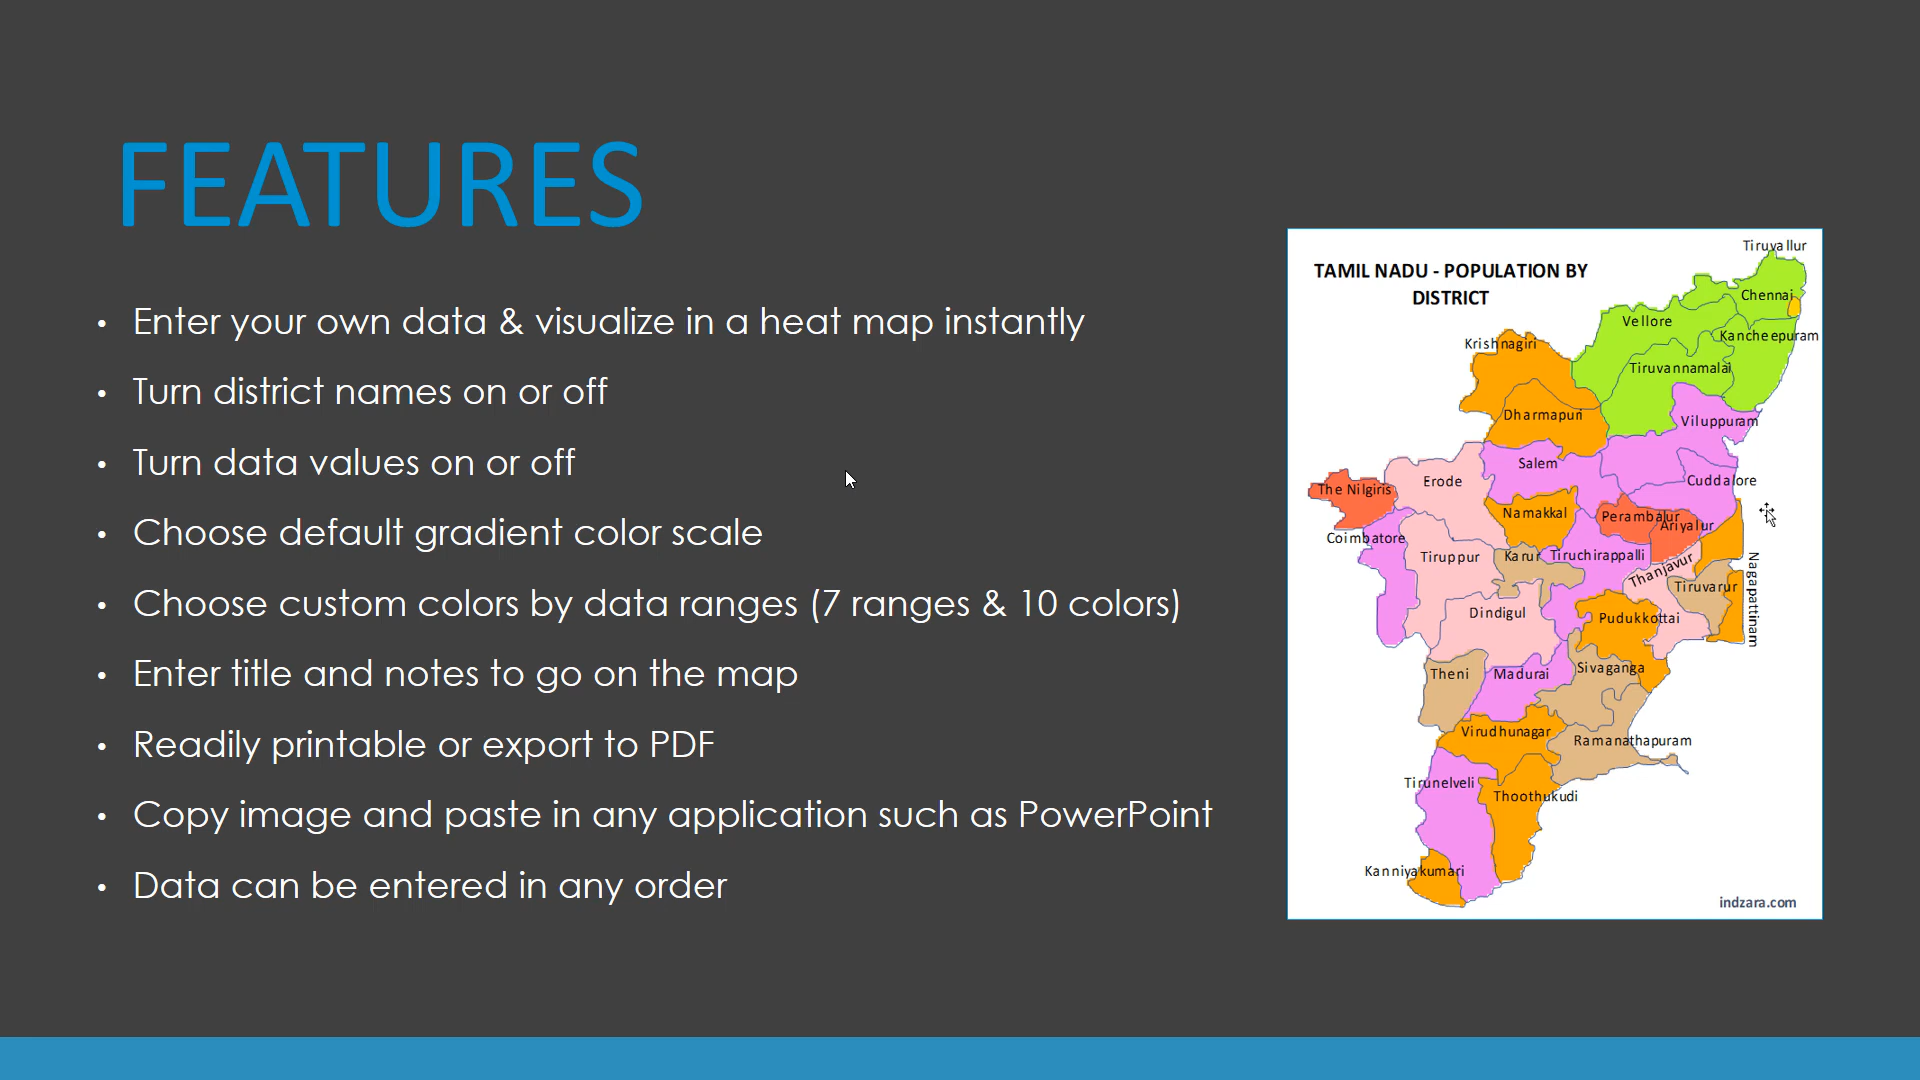 FEATURES
• Enter your own data & visualize in a heat map instantly
• Turn district names on or off
• Turn data values on or off
• Choose default gradient color scale
• Choose custom colors by data ranges (7 ranges & 10 colors)
• Enter title and notes to go on the map
• Readily printable or export to PDF
• Copy image and paste in any application such as PowerPoint
• Data can be entered in any order
TAMIL NADU - POPULATION BY
DISTRICT
Tiruvallur
Chennai
Vellore
Kancheepuram
Krishnagiri
Tiruvannamalai
Dharmapuri
Viluppuram
Salem
Erode
Cuddalore
The Nilgiris
Namakkal
Perambalur
Ariyalur
Coimbatore
Tiruppur
Karur
Tiruchirappalli
Thanjavur
Tiruvarur
Nagapattinam
Dindigul
Pudukkottai
Theni
Madurai
Sivaganga
Virudhunagar
Ramanathapuram
Tirunelveli
Thoothukudi
Kanniyakumari
indzara.com